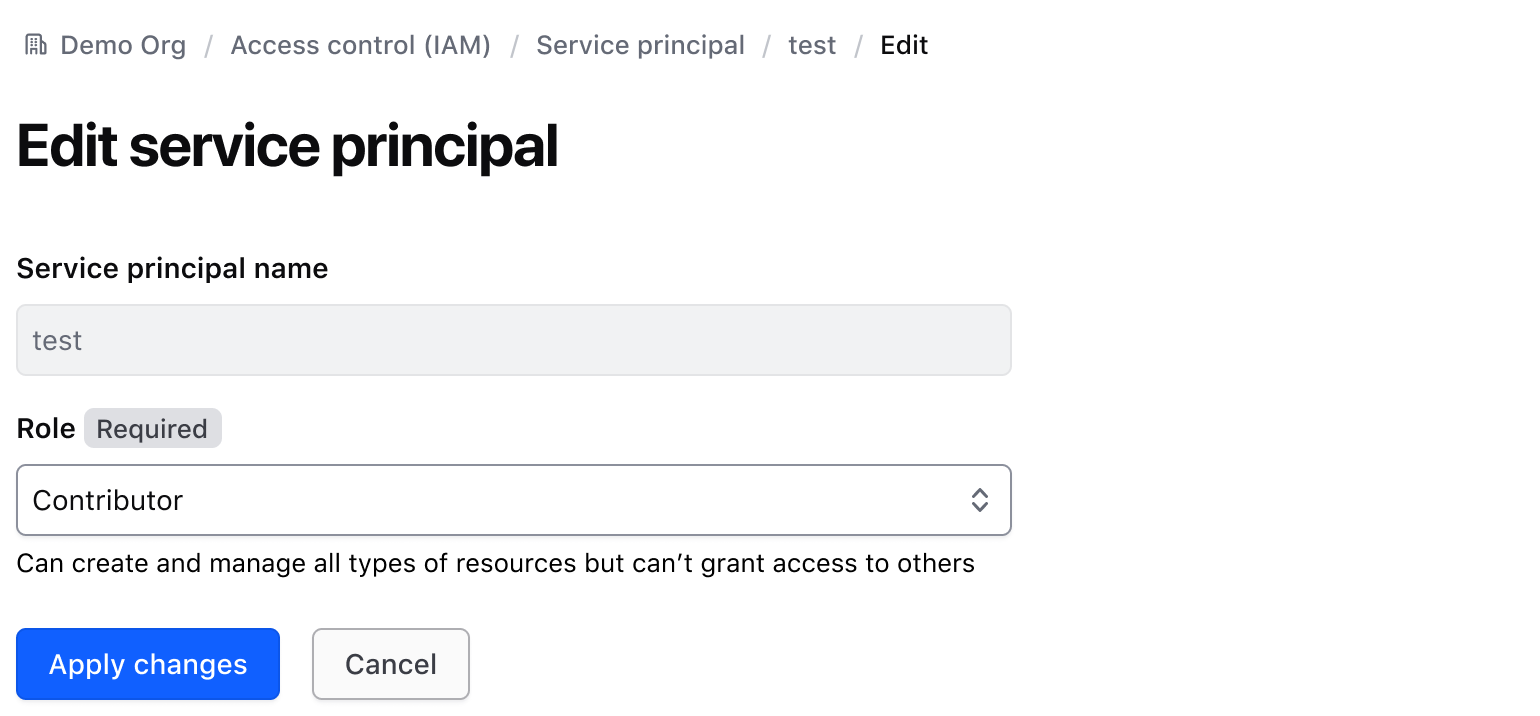 Demo Org / Access control (IAM) / Service principal / test / Edit
Edit service principal
Service principal name
test
Role Required
Contributor
Can create and manage all types of resources but can’t grant access to others
Apply changes Cancel